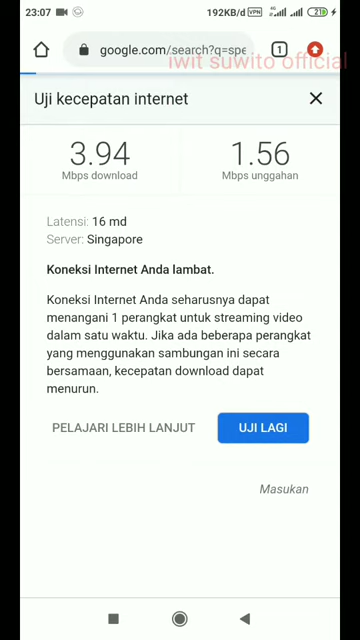 23:07 192KB/d VPN 4G 21
google.com/search?q=spe 1
iwit suwito official
Uji kecepatan internet
3.94 1.56
Mbps download Mbps unggahan
Latensi: 16 md
Server: Singapore
Koneksi Internet Anda lambat.
Koneksi Internet Anda seharusnya dapat
menangani 1 perangkat untuk streaming video
dalam satu waktu. Jika ada beberapa perangkat
yang menggunakan sambungan ini secara
bersamaan, kecepatan download dapat
menurun.
PELAJARI LEBIH LANJUT UJI LAGI
Masukan